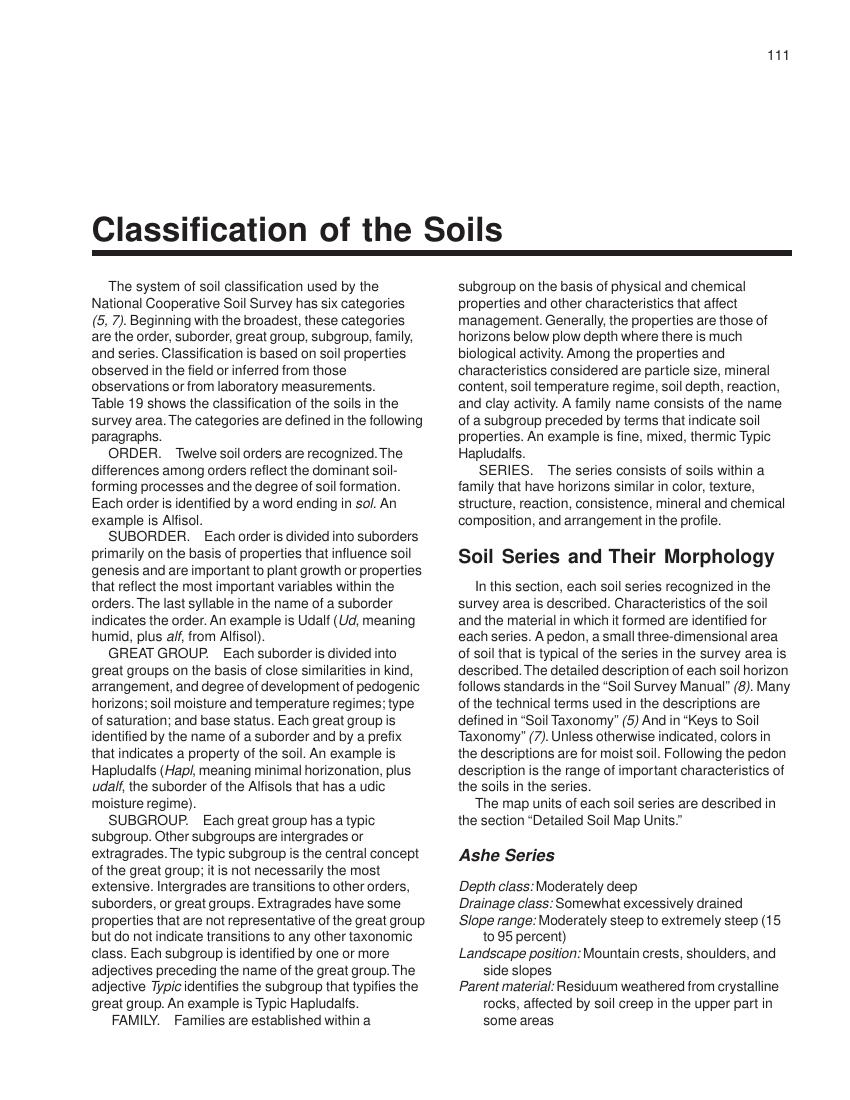 111
Classification of the Soils
The system of soil classification used by the
National Cooperative Soil Survey has six categories
(5, 7). Beginning with the broadest, these categories
are the order, suborder, great group, subgroup, family,
and series. Classification is based on soil properties
observed in the field or inferred from those
observations or from laboratory measurements.
Table 19 shows the classification of the soils in the
survey area. The categories are defined in the following
paragraphs.
ORDER. Twelve soil orders are recognized. The
differences among orders reflect the dominant soil-
forming processes and the degree of soil formation.
Each order is identified by a word ending in sol. An
example is Alfisol.
SUBORDER. Each order is divided into suborders
primarily on the basis of properties that influence soil
genesis and are important to plant growth or properties
that reflect the most important variables within the
orders. The last syllable in the name of a suborder
indicates the order. An example is Udalf (Ud, meaning
humid, plus alf, from Alfisol).
GREAT GROUP. Each suborder is divided into
great groups on the basis of close similarities in kind,
arrangement, and degree of development of pedogenic
horizons; soil moisture and temperature regimes; type
of saturation; and base status. Each great group is
identified by the name of a suborder and by a prefix
that indicates a property of the soil. An example is
Hapludalfs (Hapl, meaning minimal horizonation, plus
udalf, the suborder of the Alfisols that has a udic
moisture regime).
SUBGROUP. Each great group has a typic
subgroup. Other subgroups are intergrades or
extragrades. The typic subgroup is the central concept
of the great group; it is not necessarily the most
extensive. Intergrades are transitions to other orders,
suborders, or great groups. Extragrades have some
properties that are not representative of the great group
but do not indicate transitions to any other taxonomic
class. Each subgroup is identified by one or more
adjectives preceding the name of the great group. The
adjective Typic identifies the subgroup that typifies the
great group. An example is Typic Hapludalfs.
FAMILY. Families are established within a
subgroup on the basis of physical and chemical
properties and other characteristics that affect
management. Generally, the properties are those of
horizons below plow depth where there is much
biological activity. Among the properties and
characteristics considered are particle size, mineral
content, soil temperature regime, soil depth, reaction,
and clay activity. A family name consists of the name
of a subgroup preceded by terms that indicate soil
properties. An example is fine, mixed, thermic Typic
Hapludalfs.
SERIES. The series consists of soils within a
family that have horizons similar in color, texture,
structure, reaction, consistence, mineral and chemical
composition, and arrangement in the profile.
Soil Series and Their Morphology
In this section, each soil series recognized in the
survey area is described. Characteristics of the soil
and the material in which it formed are identified for
each series. A pedon, a small three-dimensional area
of soil that is typical of the series in the survey area is
described. The detailed description of each soil horizon
follows standards in the “Soil Survey Manual” (8). Many
of the technical terms used in the descriptions are
defined in “Soil Taxonomy” (5) And in “Keys to Soil
Taxonomy” (7). Unless otherwise indicated, colors in
the descriptions are for moist soil. Following the pedon
description is the range of important characteristics of
the soils in the series.
The map units of each soil series are described in
the section “Detailed Soil Map Units.”
Ashe Series
Depth class: Moderately deep
Drainage class: Somewhat excessively drained
Slope range: Moderately steep to extremely steep (15
to 95 percent)
Landscape position: Mountain crests, shoulders, and
side slopes
Parent material: Residuum weathered from crystalline
rocks, affected by soil creep in the upper part in
some areas